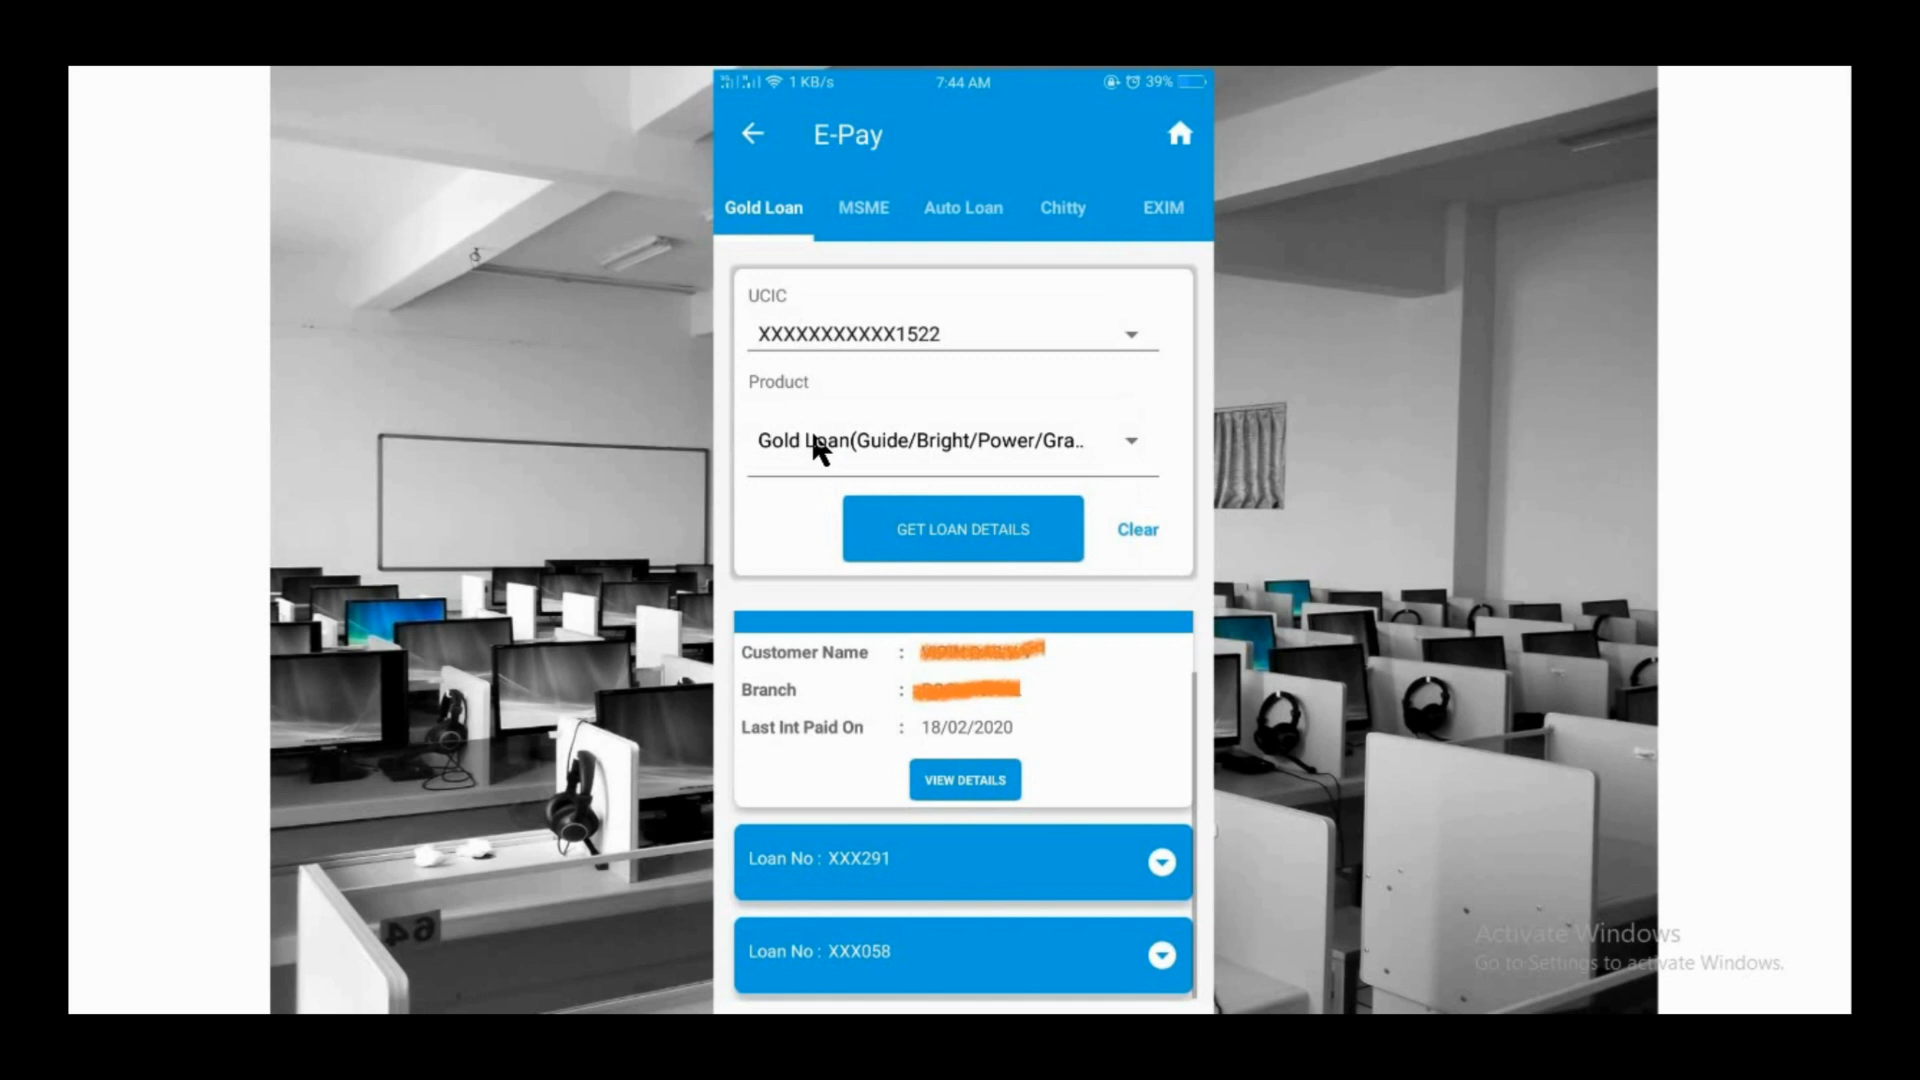 1 KB/s 7:44 AM 39%
E-Pay
Gold Loan MSME Auto Loan Chitty EXIM
UCIC
XXXXXXXXXXX1522
Product
Gold Loan(Guide/Bright/Power/Gra..
GET LOAN DETAILS Clear
Customer Name :
Branch :
Last Int Paid On : 18/02/2020
VIEW DETAILS
Loan No : XXX291
Loan No : XXX058
64
Activate Windows
Go to Settings to activate Windows.